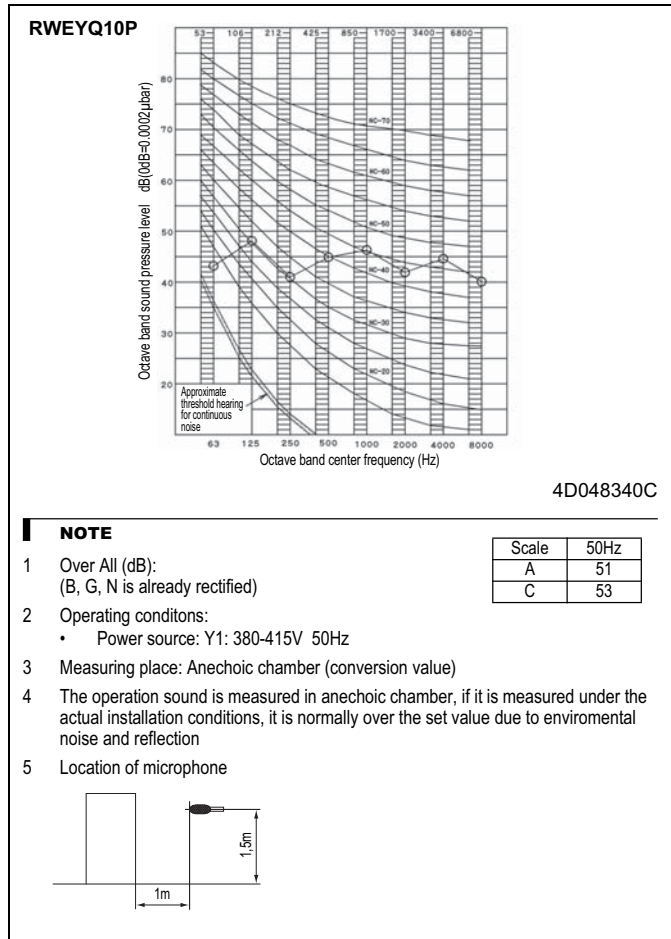 RWEYQ10P
53 106 212 425 850 1700 3400 6800
Octave band sound pressure level dB(0dB=0.0002µbar)
80
70
60
50
40
30
20
NC-70
NC-60
NC-50
NC-40
NC-30
NC-20
Approximate
threshold hearing
for continuous
noise
63 125 250 500 1000 2000 4000 8000
Octave band center frequency (Hz)
4D048340C
NOTE
1 Over All (dB):
(B, G, N is already rectified)
Scale 50Hz
A 51
C 53
2 Operating conditons:
• Power source: Y1: 380-415V 50Hz
3 Measuring place: Anechoic chamber (conversion value)
4 The operation sound is measured in anechoic chamber, if it is measured under the
actual installation conditions, it is normally over the set value due to enviromental
noise and reflection
5 Location of microphone
1,5m
1m